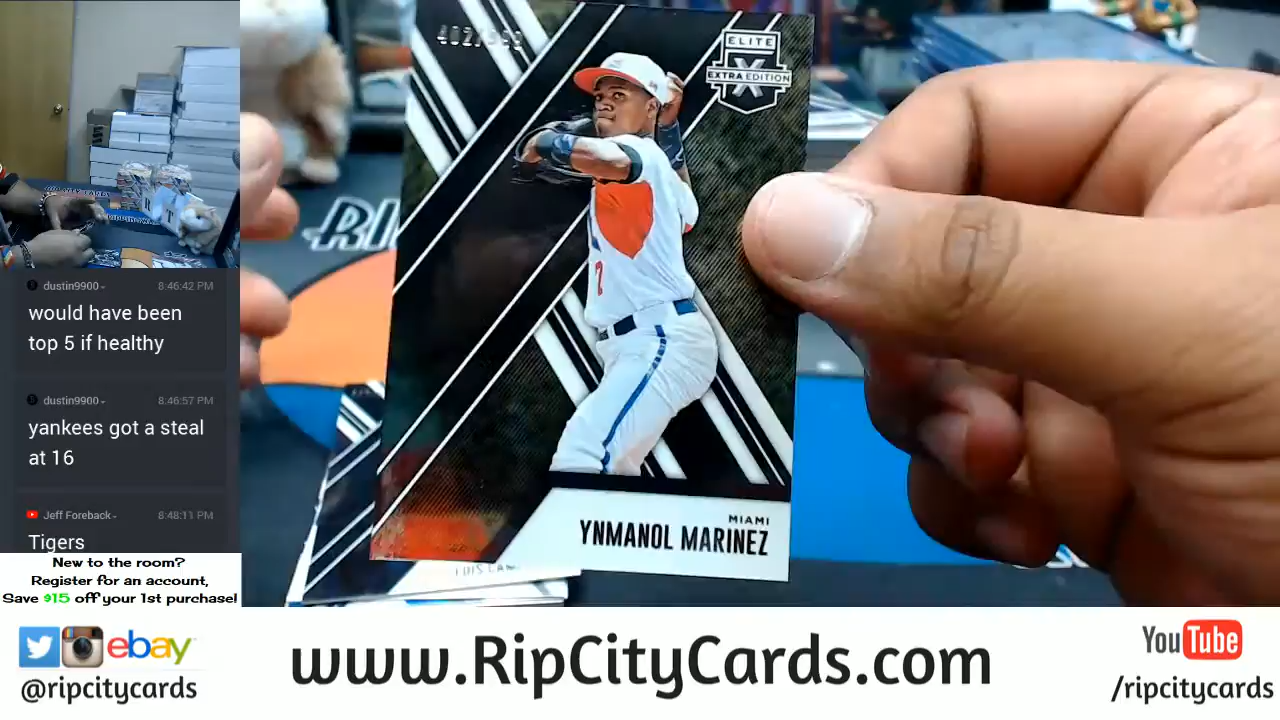 ELITE
X
EXTRA EDITION
7
MIAMI
YNMANOL MARINEZ
dustin9900
8:46:42 PM
would have been
top 5 if healthy
dustin9900
8:46:57 PM
yankees got a steal
at 16
Jeff Foreback
8:48:11 PM
Tigers
New to the room?
Register for an account,
Save $15 off your 1st purchase!
ebay
@ripcitycards
www.RipCityCards.com
YouTube
/ripcitycards